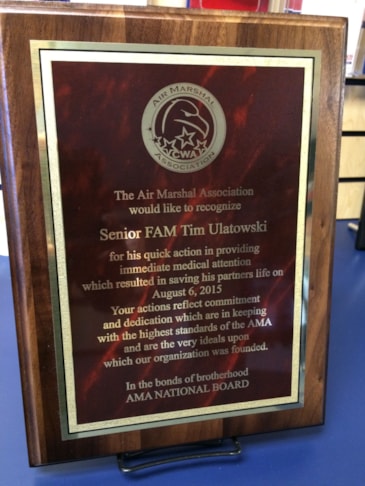 AIR MARSHAL
CWA
ASSOCIATION
The Air Marshal Association
would like to recognize
Senior FAM Tim Ulatowski
for his quick action in providing
immediate medical attention
which resulted in saving his partners life on
August 6, 2015
Your actions reflect commitment
and dedication which are in keeping
with the highest standards of the AMA
and are the very ideals upon
which our organization was founded.
In the bonds of brotherhood
AMA NATIONAL BOARD